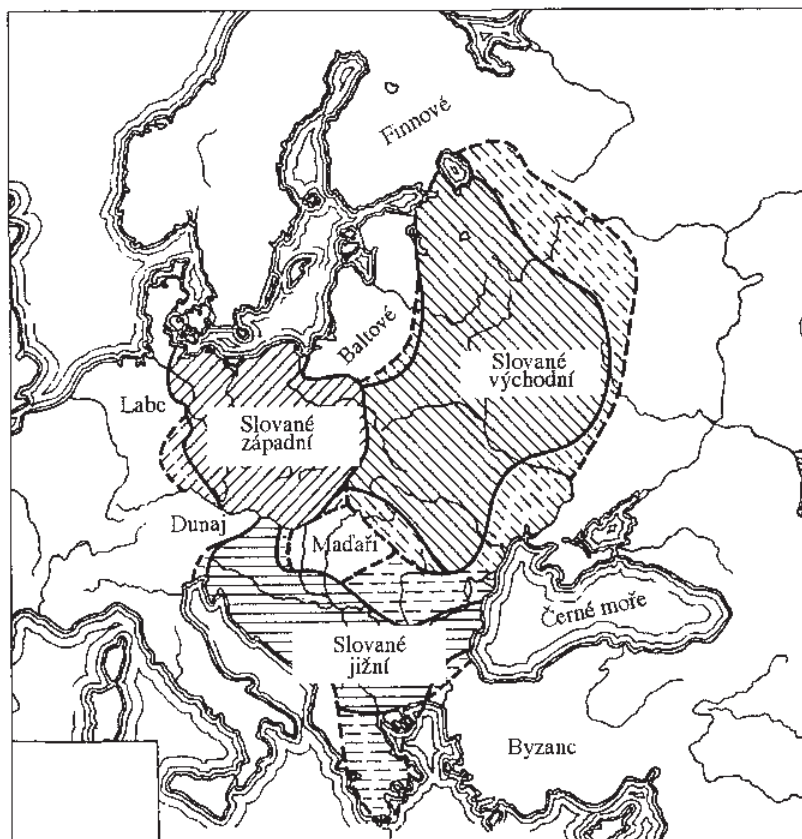 Finnové
Baltové
Slované
východní
Labe
Slované
západní
Dunaj
Maďaři
Černé moře
Slované
jižní
Byzanc